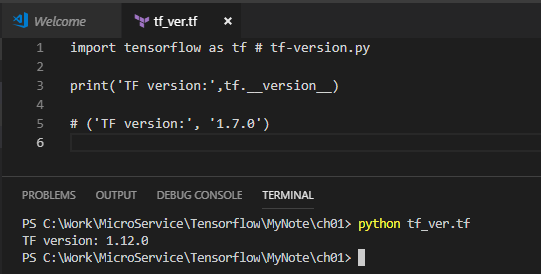 Welcome tf_ver.tf ×
1 import tensorflow as tf # tf-version.py
2
3 print('TF version:',tf.__version__)
4
5 # ('TF version:', '1.7.0')
6
PROBLEMS OUTPUT DEBUG CONSOLE TERMINAL
PS C:\Work\MicroService\Tensorflow\MyNote\ch01> python tf_ver.tf
TF version: 1.12.0
PS C:\Work\MicroService\Tensorflow\MyNote\ch01>